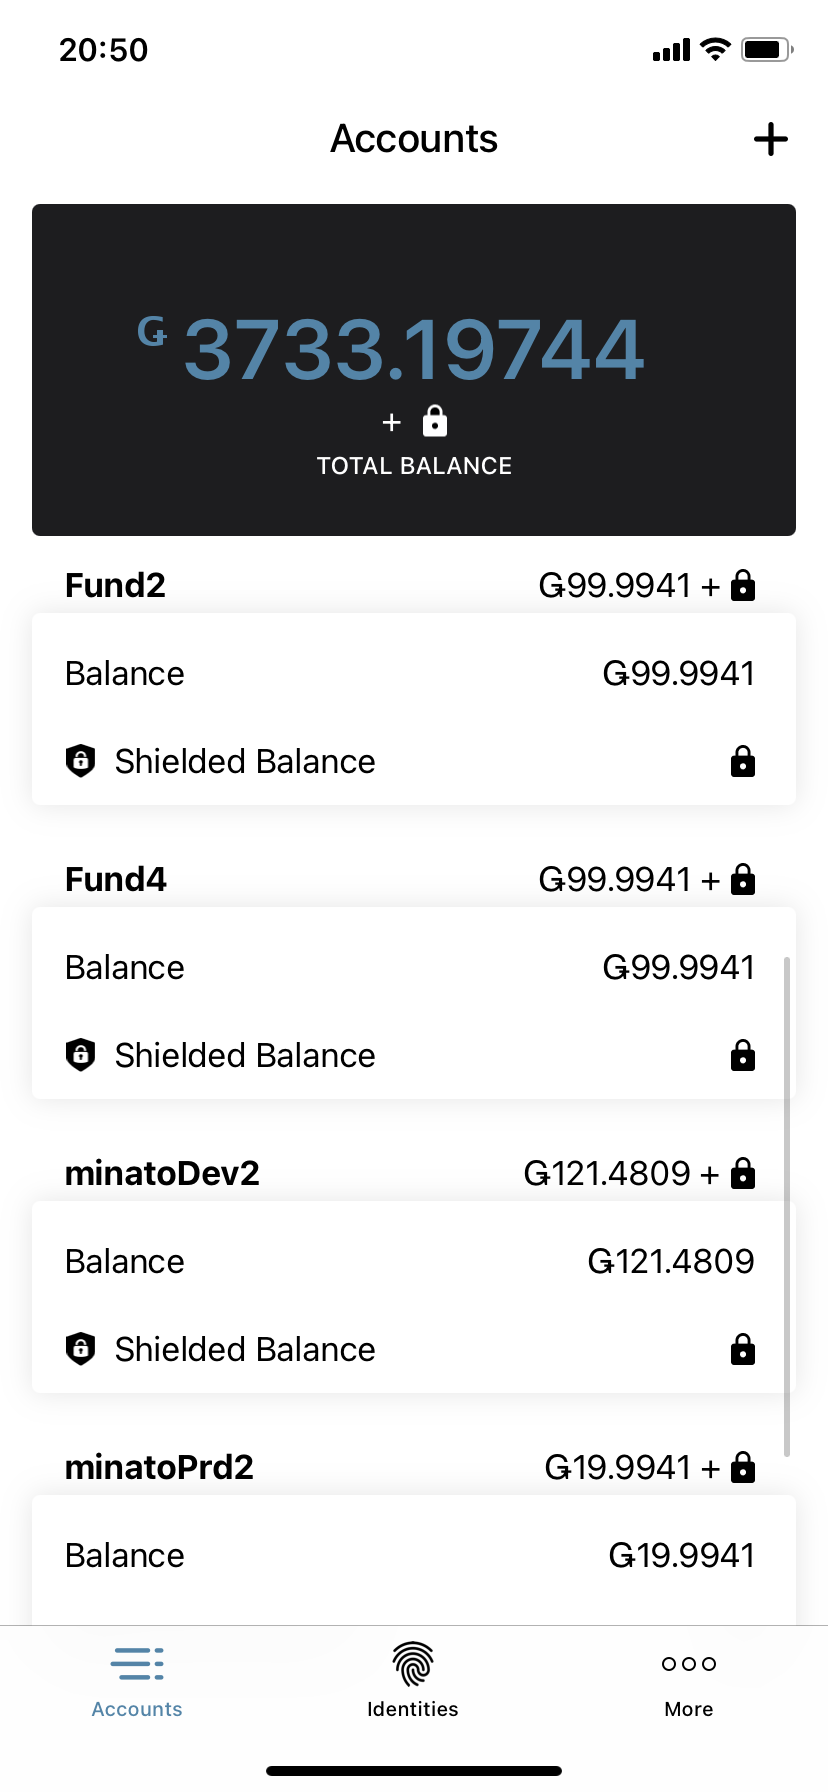 20:50
Accounts
Ǥ 3733.19744
+
TOTAL BALANCE
Fund2 Ǥ99.9941 +
Balance Ǥ99.9941
Shielded Balance
Fund4 Ǥ99.9941 +
Balance Ǥ99.9941
Shielded Balance
minatoDev2 Ǥ121.4809 +
Balance Ǥ121.4809
Shielded Balance
minatoPrd2 Ǥ19.9941 +
Balance Ǥ19.9941
Accounts Identities More